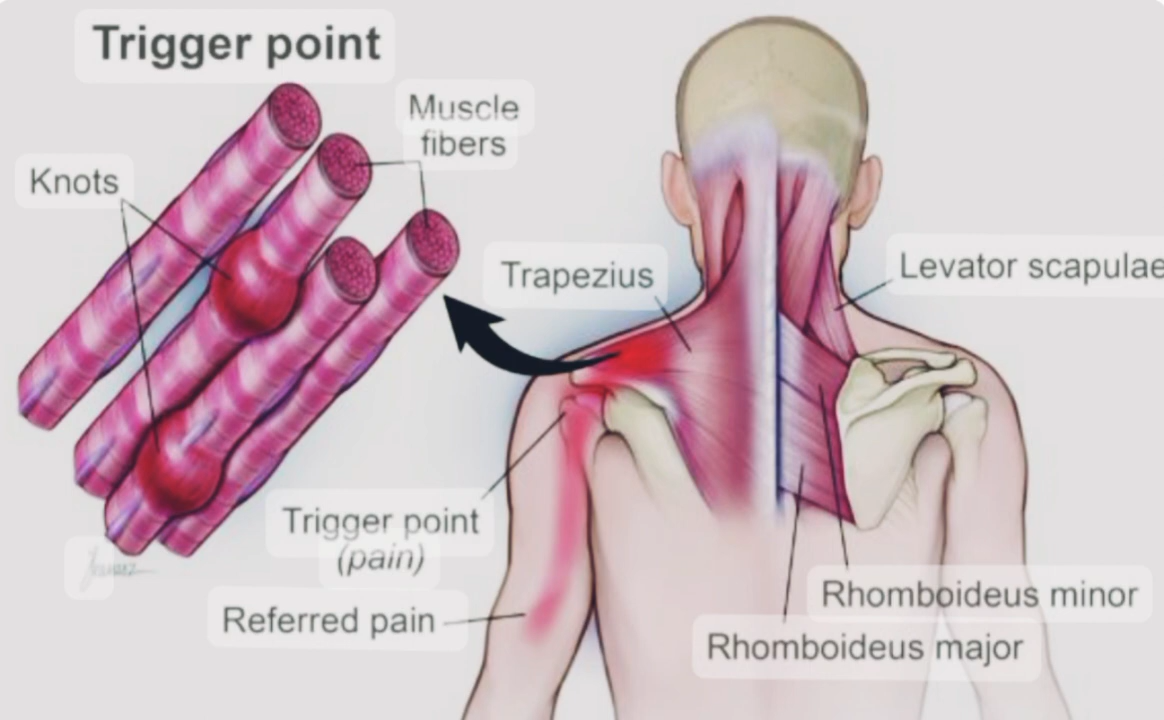 Trigger point
Muscle
fibers
Knots
Trapezius
Levator scapulae
Trigger point
(pain)
Referred pain
Rhomboideus minor
Rhomboideus major